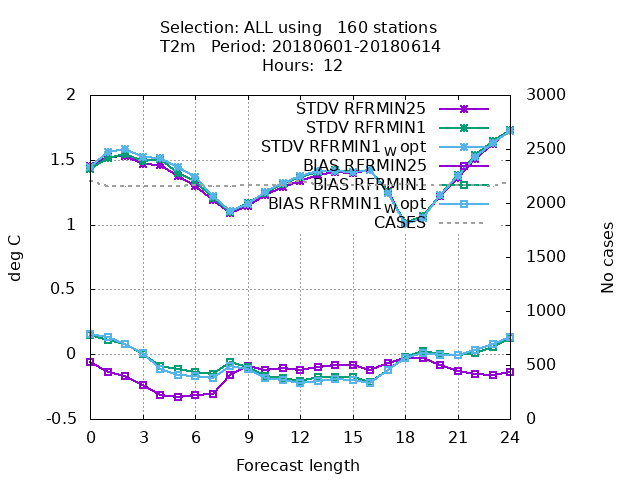 Selection: ALL using 160 stations
T2m Period: 20180601-20180614
Hours: 12
2 3000
STDV RFRMIN25
STDV RFRMIN1
STDV RFRMIN1w opt
1.5 2500
BIAS RFRMIN25
BIAS RFRMIN1
BIAS RFRMIN1w opt
2000
CASES
1
1500
deg C
No cases
0.5
1000
0
500
-0.5 0
0 3 6 9 12 15 18 21 24
Forecast length